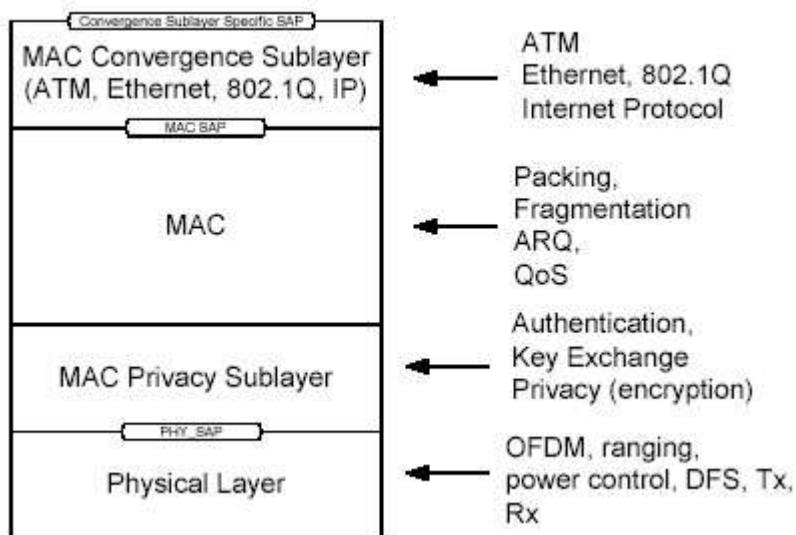 Convergence Sublayer Specific SAP
MAC Convergence Sublayer
(ATM, Ethernet, 802.1Q, IP)
ATM
Ethernet, 802.1Q
Internet Protocol
MAC SAP
MAC
Packing,
Fragmentation
ARQ,
QoS
MAC Privacy Sublayer
Authentication,
Key Exchange
Privacy (encryption)
PHY_SAP
Physical Layer
OFDM, ranging,
power control, DFS, Tx,
Rx